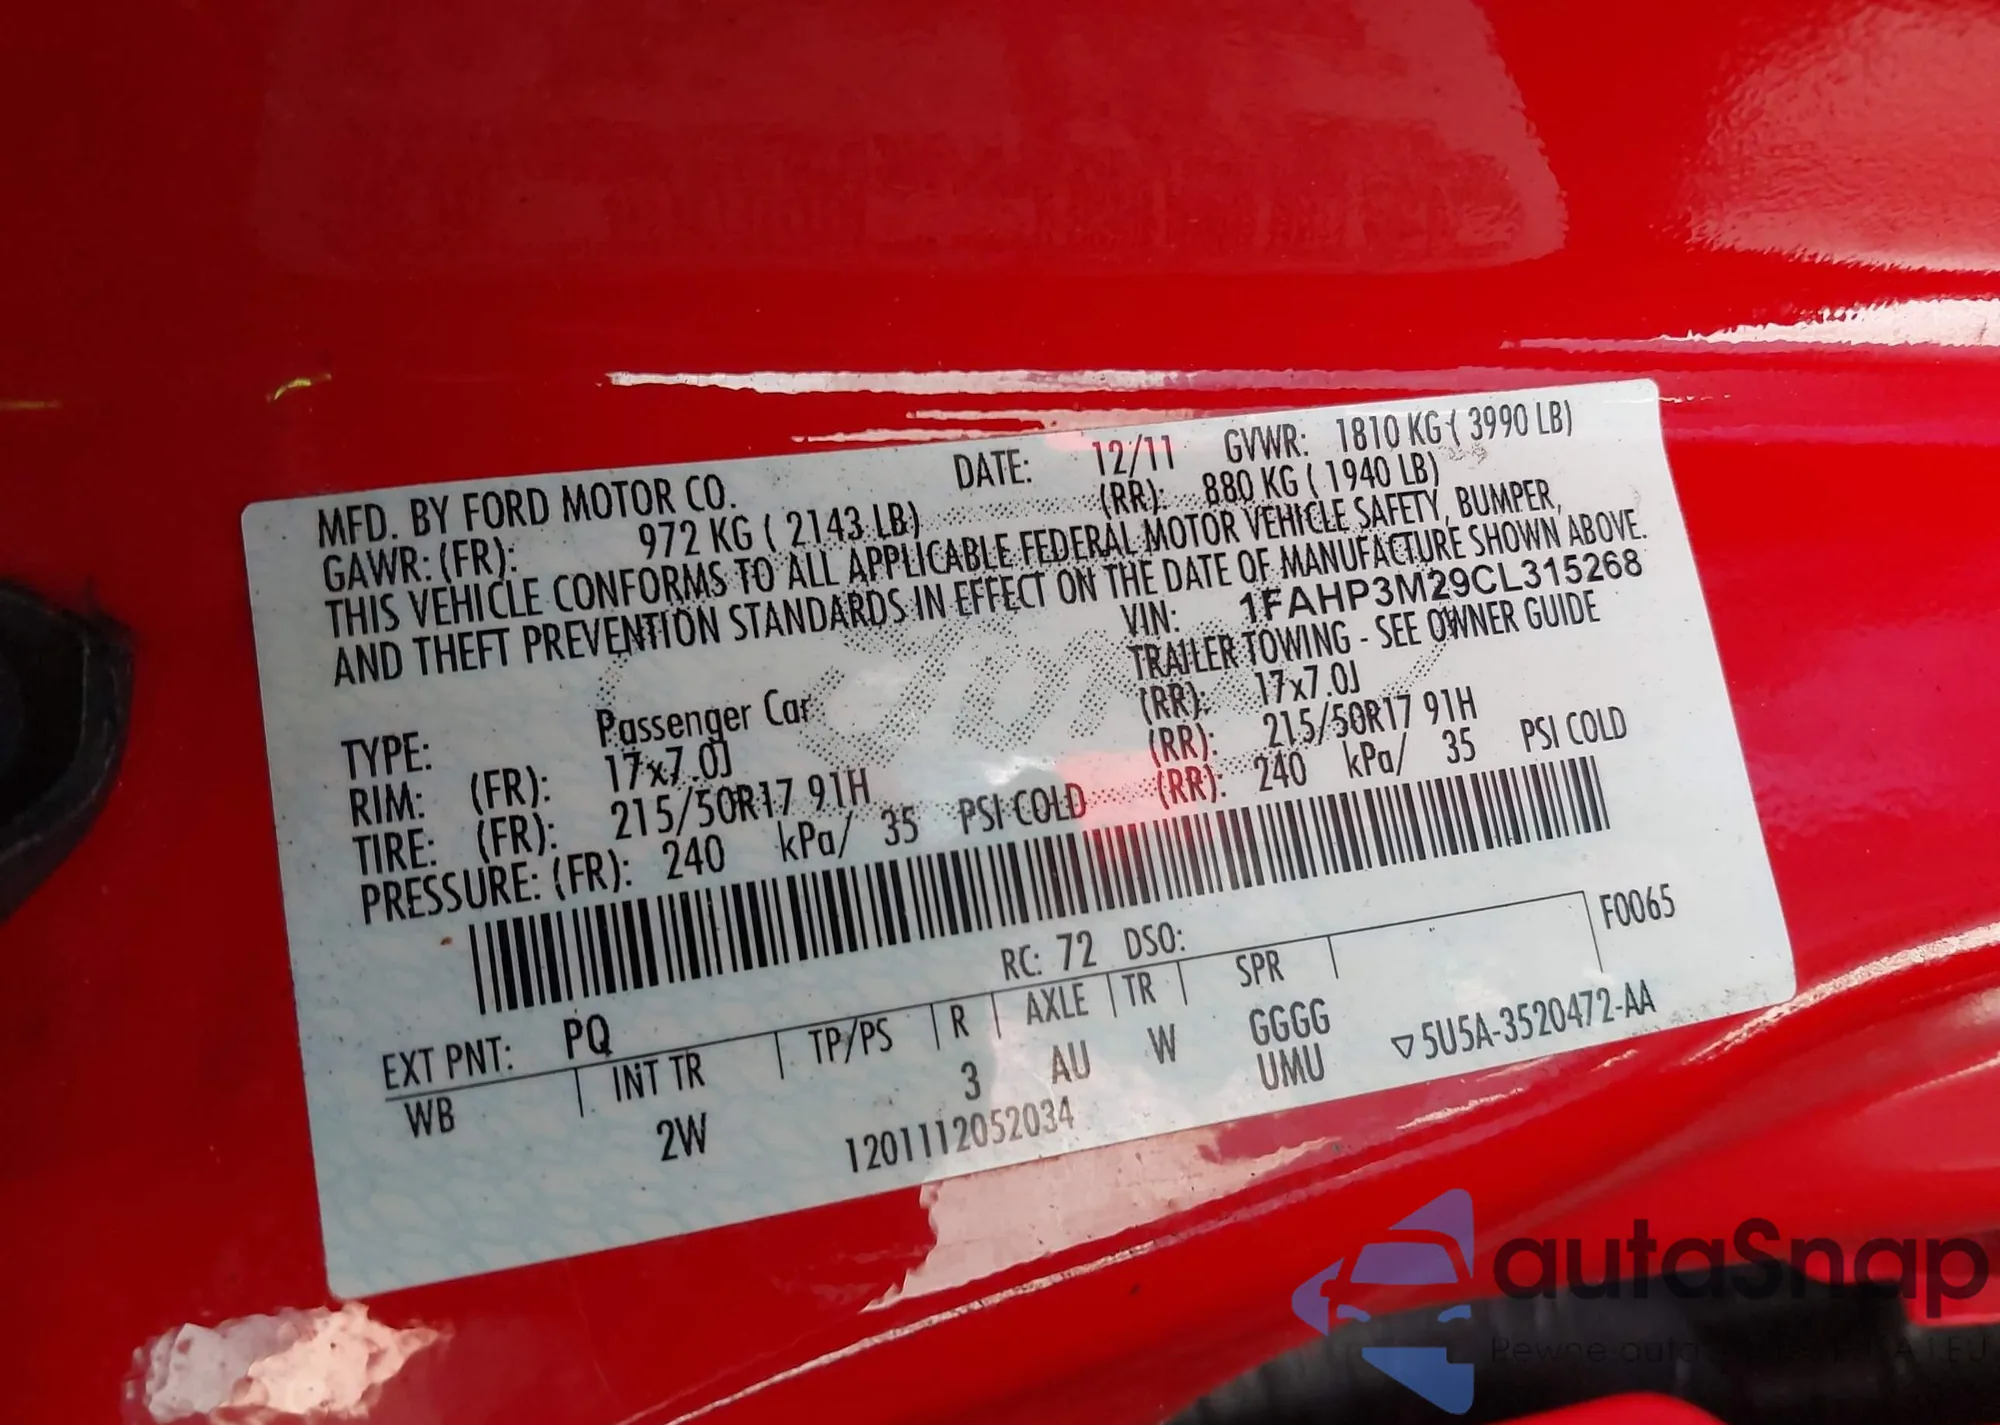 MFD. BY FORD MOTOR CO. DATE: 12/11 GVWR: 1810 KG ( 3990 LB)
GAWR: (FR): 972 KG ( 2143 LB) (RR): 880 KG ( 1940 LB)
THIS VEHICLE CONFORMS TO ALL APPLICABLE FEDERAL MOTOR VEHICLE SAFETY, BUMPER,
AND THEFT PREVENTION STANDARDS IN EFFECT ON THE DATE OF MANUFACTURE SHOWN ABOVE.
VIN: 1FAHP3M29CL315268
TYPE: Passenger Car TRAILER TOWING - SEE OWNER GUIDE
RIM: (FR): 17x7.0J (RR): 17x7.0J
TIRE: (FR): 215/50R17 91H (RR): 215/50R17 91H
PRESSURE: (FR): 240 kPa/ 35 PSI COLD (RR): 240 kPa/ 35 PSI COLD
F0065
EXT PNT: PQ RC: 72 DSO:
WB INT TR TP/PS R AXLE TR SPR
2W 3 AU W GGGG
UMU
1201112052034
▽5U5A-3520472-AA
autaSnap
Pewne auta